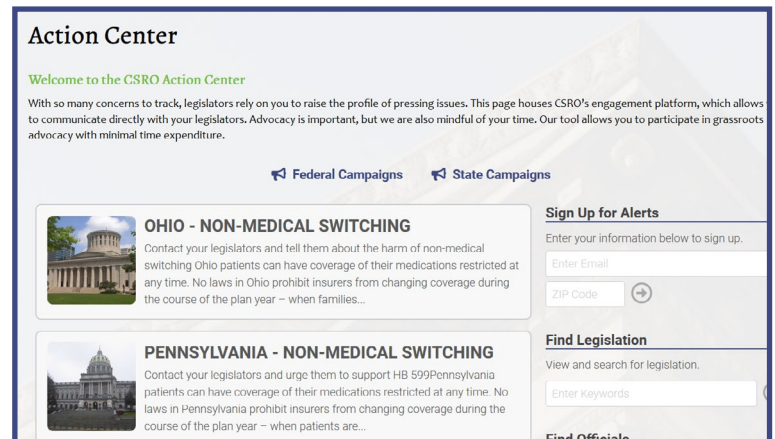 Action Center
Welcome to the CSRO Action Center
With so many concerns to track, legislators rely on you to raise the profile of pressing issues. This page houses CSRO's engagement platform, which allows
to communicate directly with your legislators. Advocacy is important, but we are also mindful of your time. Our tool allows you to participate in grassroots
advocacy with minimal time expenditure.
Federal Campaigns State Campaigns
OHIO - NON-MEDICAL SWITCHING
Contact your legislators and tell them about the harm of non-medical
switching Ohio patients can have coverage of their medications restricted at
any time. No laws in Ohio prohibit insurers from changing coverage during
the course of the plan year – when families...
PENNSYLVANIA - NON-MEDICAL SWITCHING
Contact your legislators and urge them to support HB 599Pennsylvania
patients can have coverage of their medications restricted at any time. No
laws in Pennsylvania prohibit insurers from changing coverage during the
course of the plan year – when patients are...
Sign Up for Alerts
Enter your information below to sign up.
Enter Email
ZIP Code
Find Legislation
View and search for legislation.
Enter Keywords
Find Officials